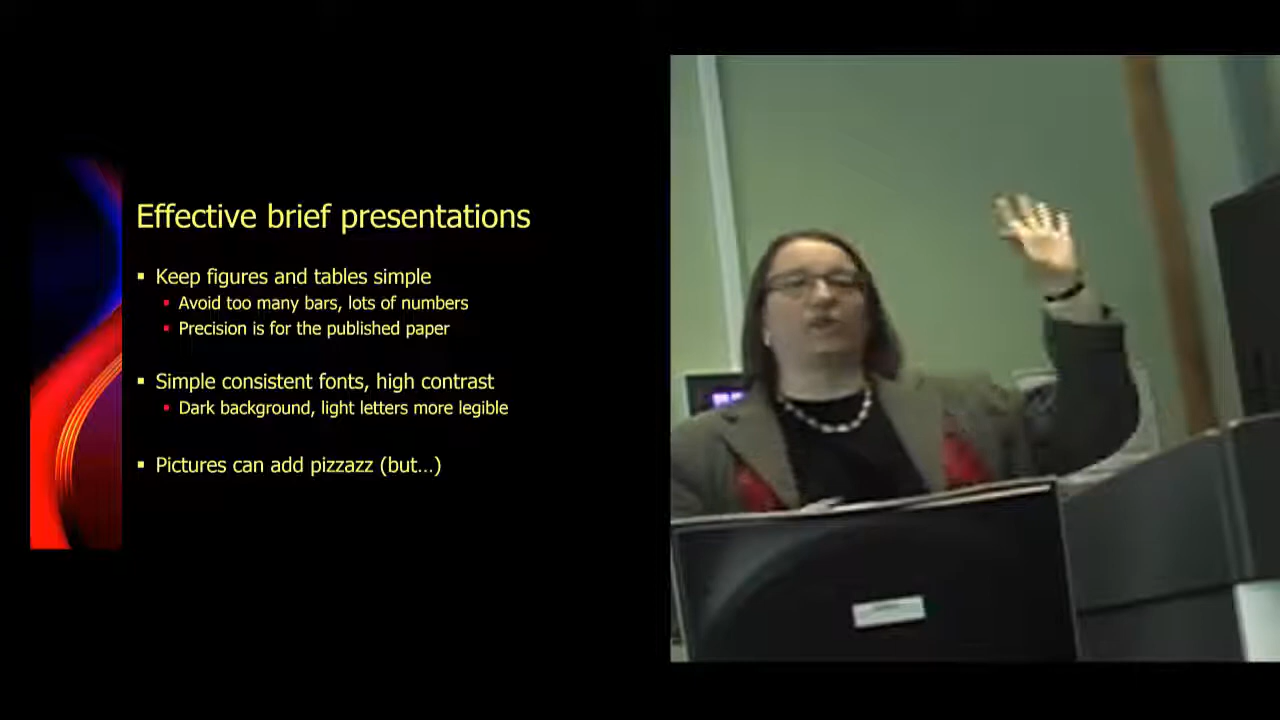 Effective brief presentations
▪ Keep figures and tables simple
▪ Avoid too many bars, lots of numbers
▪ Precision is for the published paper
▪ Simple consistent fonts, high contrast
▪ Dark background, light letters more legible
▪ Pictures can add pizzazz (but…)